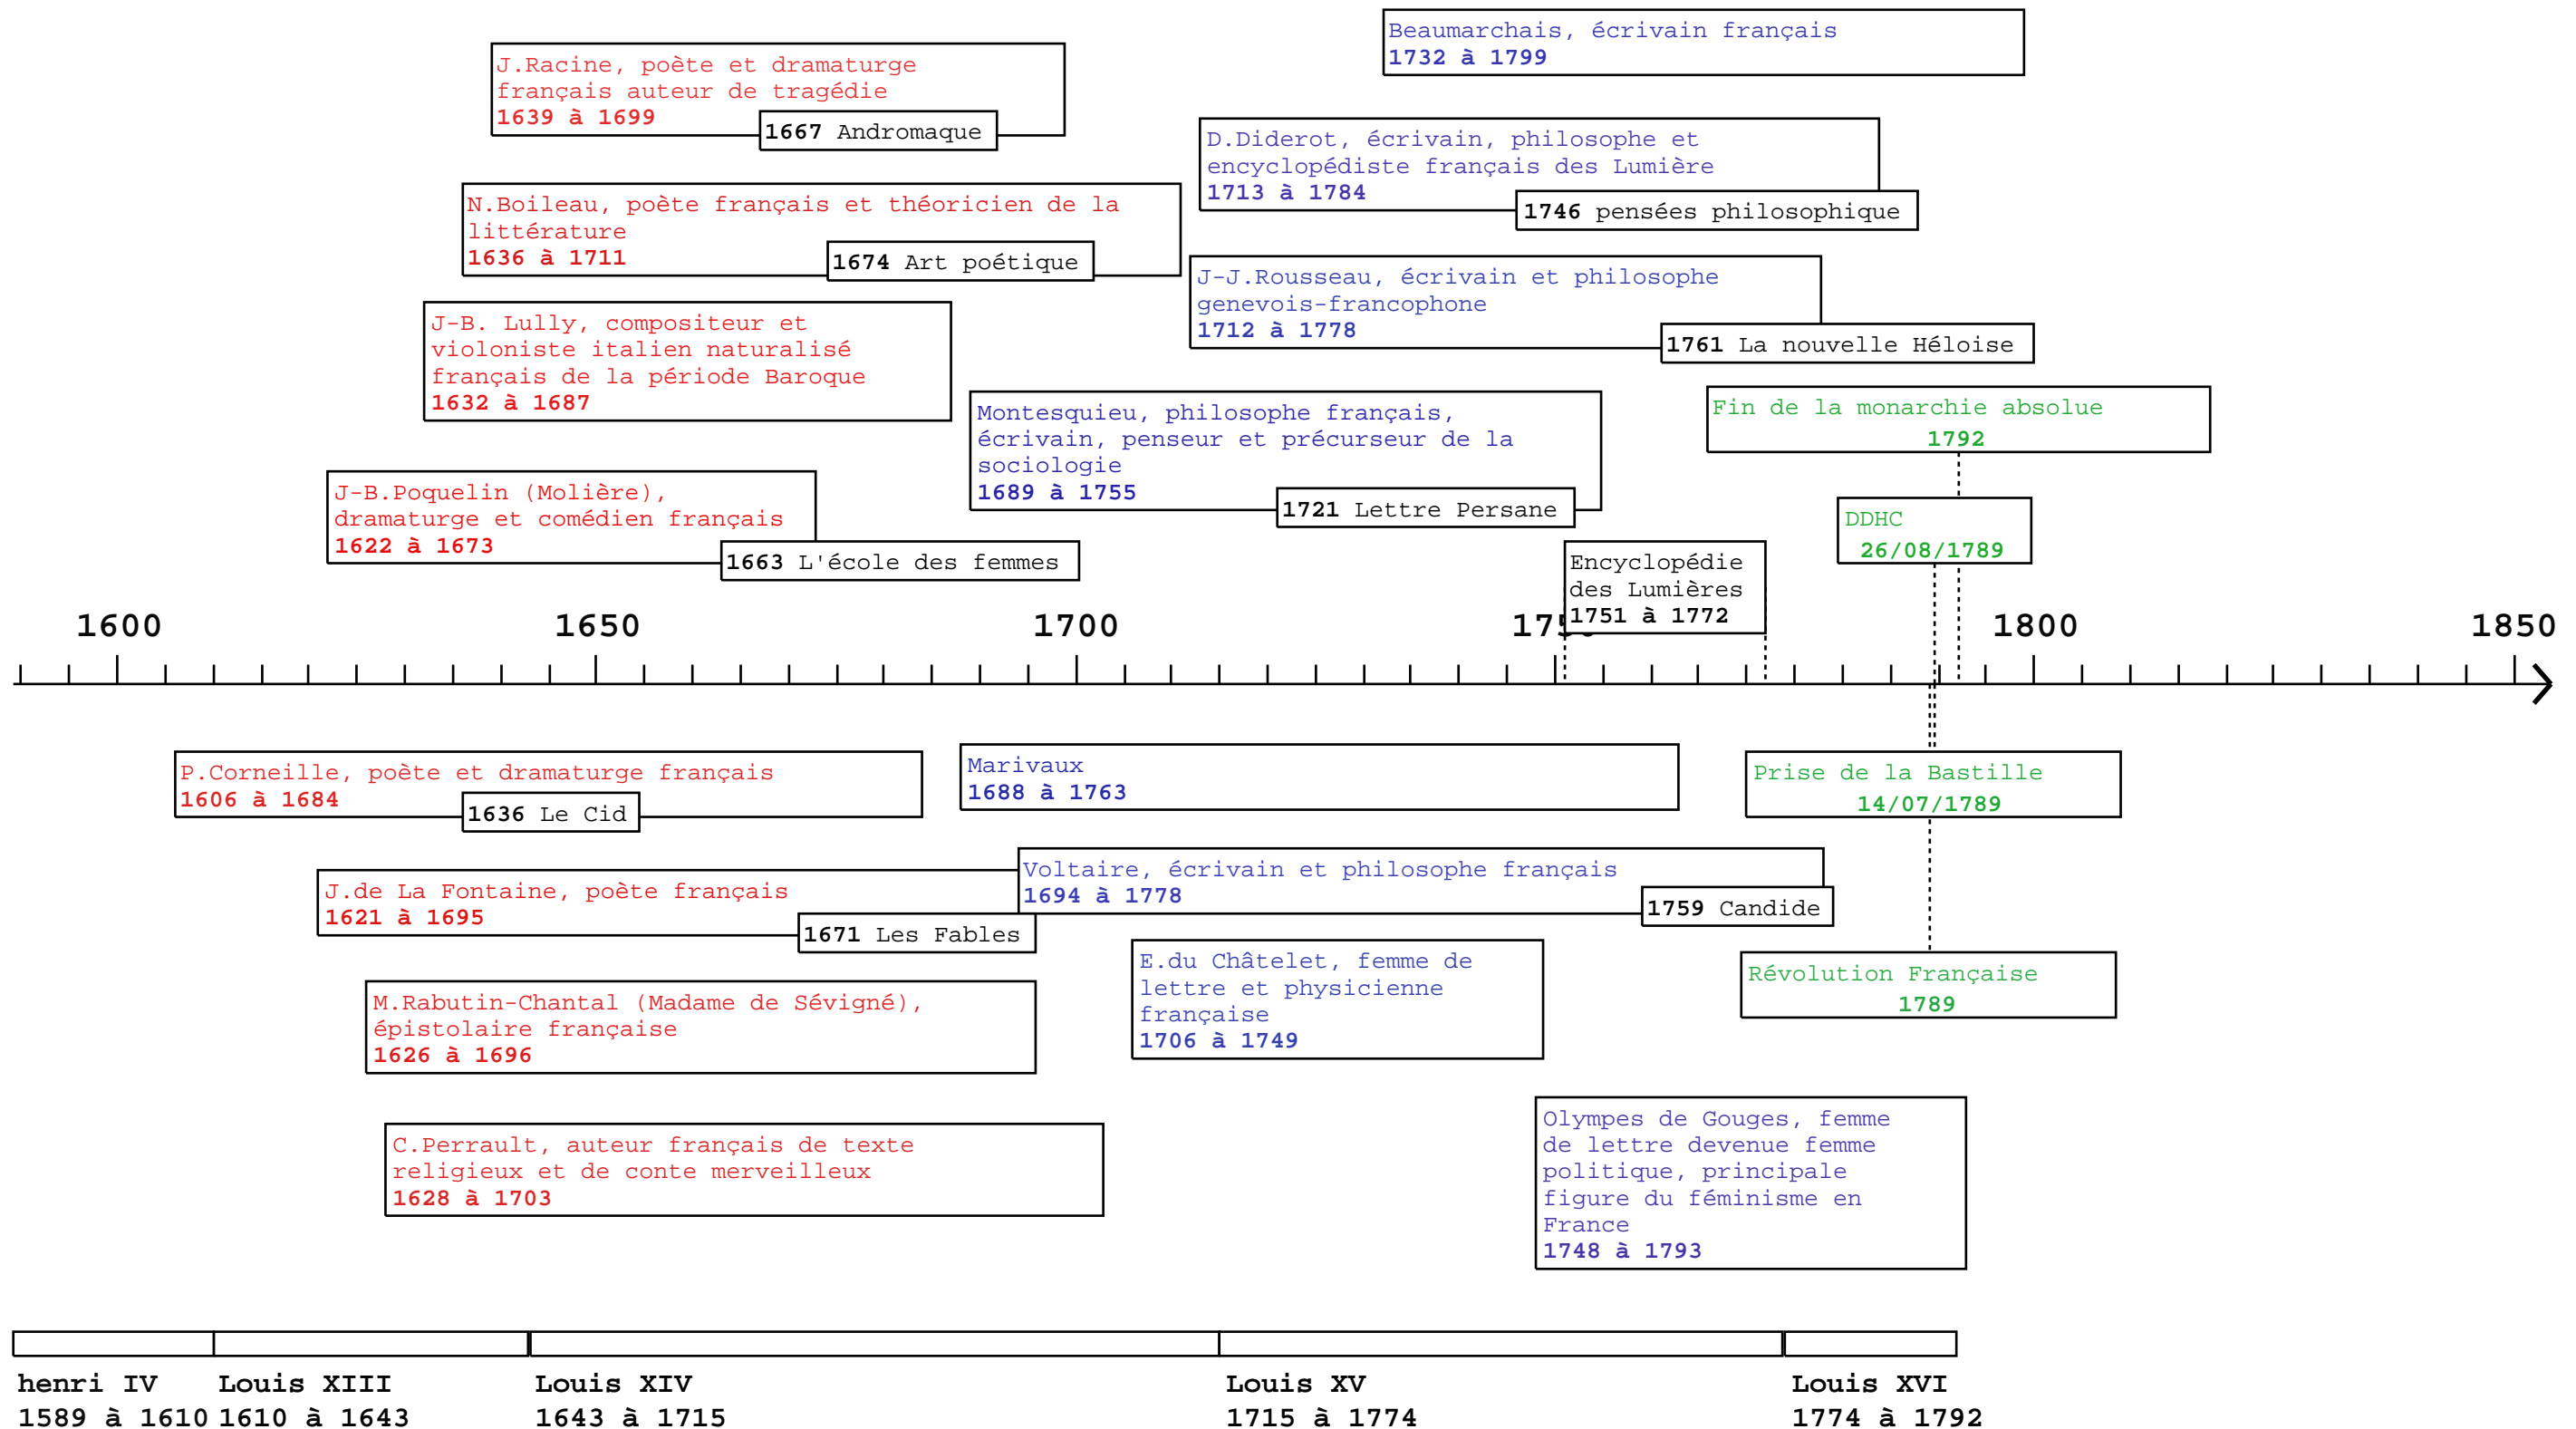 Beaumarchais, écrivain français
1732 à 1799
J.Racine, poète et dramaturge
français auteur de tragédie
1639 à 1699
1667 Andromaque
D.Diderot, écrivain, philosophe et
encyclopédiste français des Lumière
1713 à 1784
1746 pensées philosophique
N.Boileau, poète français et théoricien de la
littérature
1636 à 1711
1674 Art poétique
J-J.Rousseau, écrivain et philosophe
genevois-francophone
1712 à 1778
1761 La nouvelle Héloise
J-B. Lully, compositeur et
violoniste italien naturalisé
français de la période Baroque
1632 à 1687
Montesquieu, philosophe français,
écrivain, penseur et précurseur de la
sociologie
1689 à 1755
1721 Lettre Persane
Fin de la monarchie absolue
1792
J-B.Poquelin (Molière),
dramaturge et comédien français
1622 à 1673
1663 L'école des femmes
DDHC
26/08/1789
Encyclopédie
des Lumières
1751 à 1772
1600 1650 1700 1800 1850
P.Corneille, poète et dramaturge français
1606 à 1684
1636 Le Cid
Marivaux
1688 à 1763
Prise de la Bastille
14/07/1789
J.de La Fontaine, poète français
1621 à 1695
1671 Les Fables
Voltaire, écrivain et philosophe français
1694 à 1778
1759 Candide
E.du Châtelet, femme de
lettre et physicienne
française
1706 à 1749
Révolution Française
1789
M.Rabutin-Chantal (Madame de Sévigné),
épistolaire française
1626 à 1696
C.Perrault, auteur français de texte
religieux et de conte merveilleux
1628 à 1703
Olympes de Gouges, femme
de lettre devenue femme
politique, principale
figure du féminisme en
France
1748 à 1793
henri IV
1589 à 1610
Louis XIII
1610 à 1643
Louis XIV
1643 à 1715
Louis XV
1715 à 1774
Louis XVI
1774 à 1792